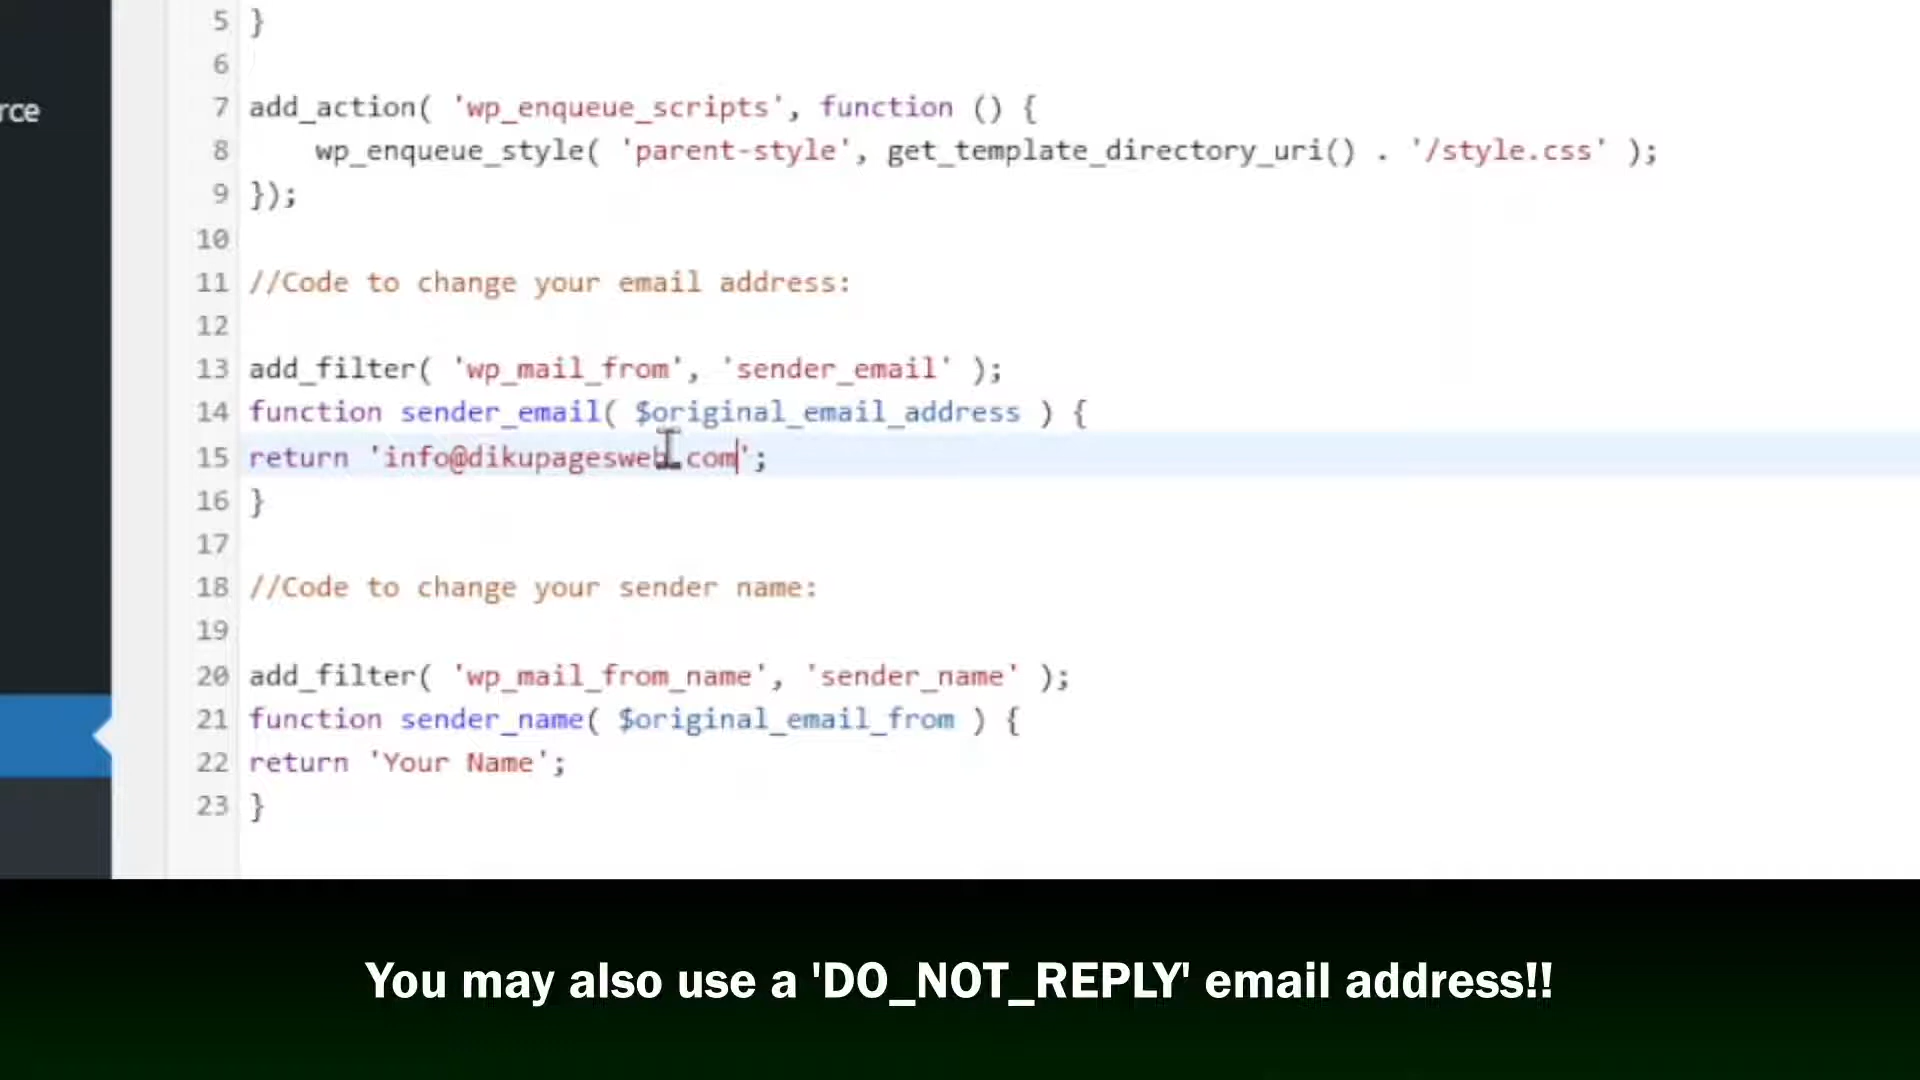 rce
5 }
6
7 add_action( 'wp_enqueue_scripts', function () {
8 wp_enqueue_style( 'parent-style', get_template_directory_uri() . '/style.css' );
9 });
10
11 //Code to change your email address:
12
13 add_filter( 'wp_mail_from', 'sender_email' );
14 function sender_email( $original_email_address ) {
15 return 'info@dikupagesweb.com';
16 }
17
18 //Code to change your sender name:
19
20 add_filter( 'wp_mail_from_name', 'sender_name' );
21 function sender_name( $original_email_from ) {
22 return 'Your Name';
23 }
You may also use a 'DO_NOT_REPLY' email address!!